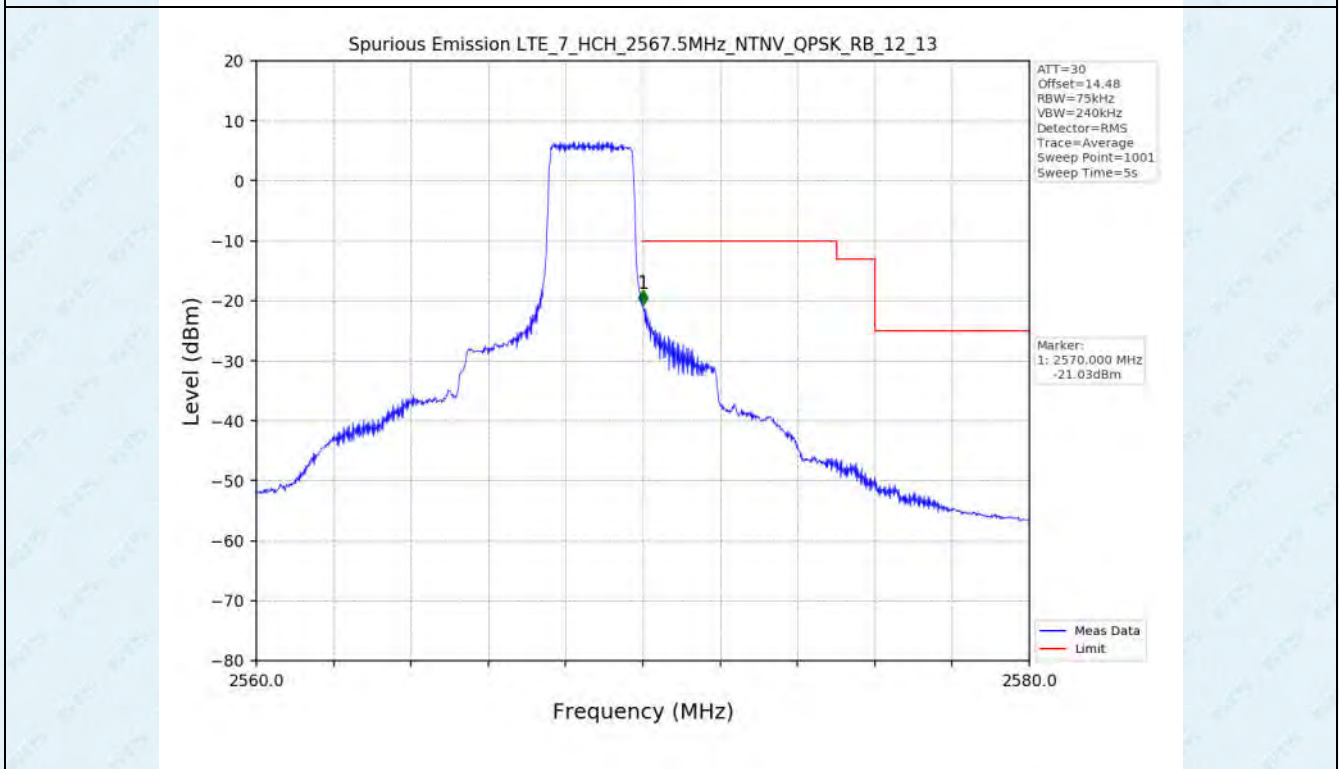 Spurious Emission LTE_7_HCH_2567.5MHz_NTNV_QPSK_RB_12_13
ATT=30
Offset=14.48
RBW=75kHz
VBW=240kHz
Detector=RMS
Trace=Average
Sweep Point=1001
Sweep Time=5s
Level (dBm)
20
10
0
−10
−20
−30
−40
−50
−60
−70
−80
1
Marker:
1: 2570.000 MHz
-21.03dBm
Meas Data
Limit
2560.0
2580.0
Frequency (MHz)